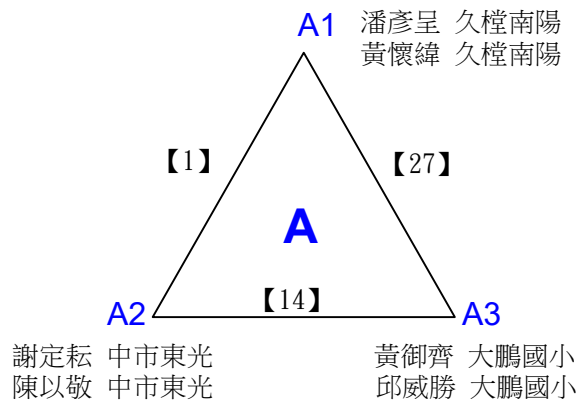 A1 潘彥呈 久樘南陽
黃懷緯 久樘南陽
【1】 【27】
A
A2 【14】 A3
謝定耘 中市東光 黃御齊 大鵬國小
陳以敬 中市東光 邱威勝 大鵬國小